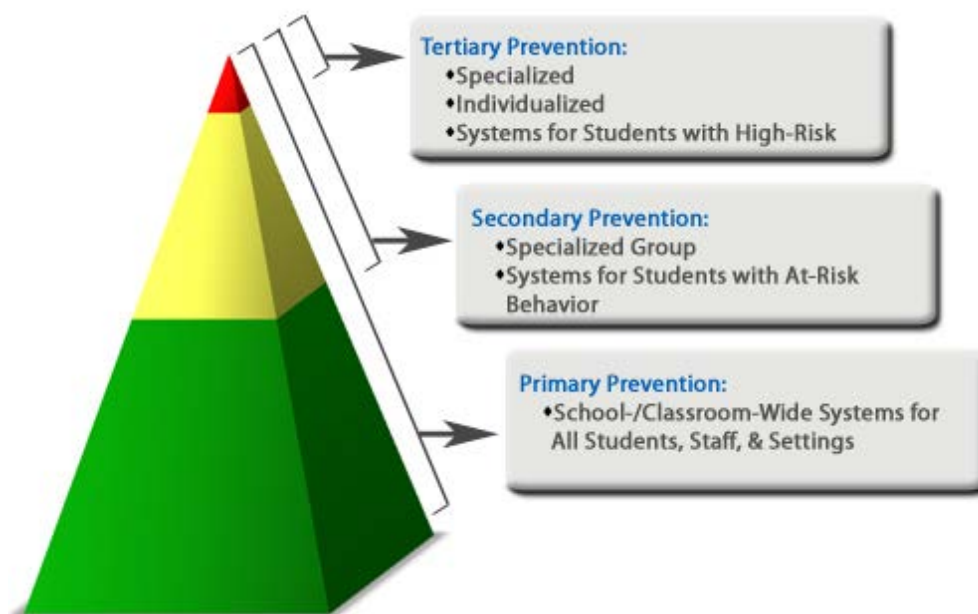 Tertiary Prevention:
♦Specialized
♦Individualized
♦Systems for Students with High-Risk
Secondary Prevention:
♦Specialized Group
♦Systems for Students with At-Risk
Behavior
Primary Prevention:
♦School-/Classroom-Wide Systems for
All Students, Staff, & Settings